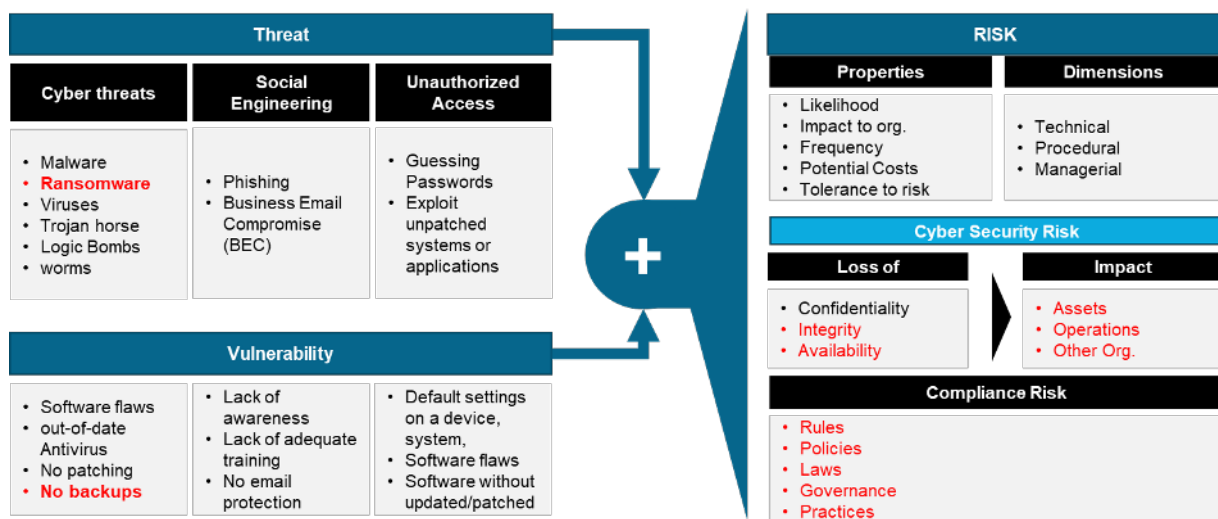 Threat
Cyber threats
Social
Engineering
Unauthorized
Access
• Malware
• Ransomware
• Viruses
• Trojan horse
• Logic Bombs
• worms
• Phishing
• Business Email
Compromise
(BEC)
• Guessing
Passwords
• Exploit
unpatched
systems or
applications
Vulnerability
• Software flaws
• out-of-date
Antivirus
• No patching
• No backups
• Lack of
awareness
• Lack of adequate
training
• No email
protection
• Default settings
on a device,
system,
• Software flaws
• Software without
updated/patched
+
RISK
Properties
Dimensions
• Likelihood
• Impact to org.
• Frequency
• Potential Costs
• Tolerance to risk
• Technical
• Procedural
• Managerial
Cyber Security Risk
Loss of
Impact
• Confidentiality
• Integrity
• Availability
• Assets
• Operations
• Other Org.
Compliance Risk
• Rules
• Policies
• Laws
• Governance
• Practices